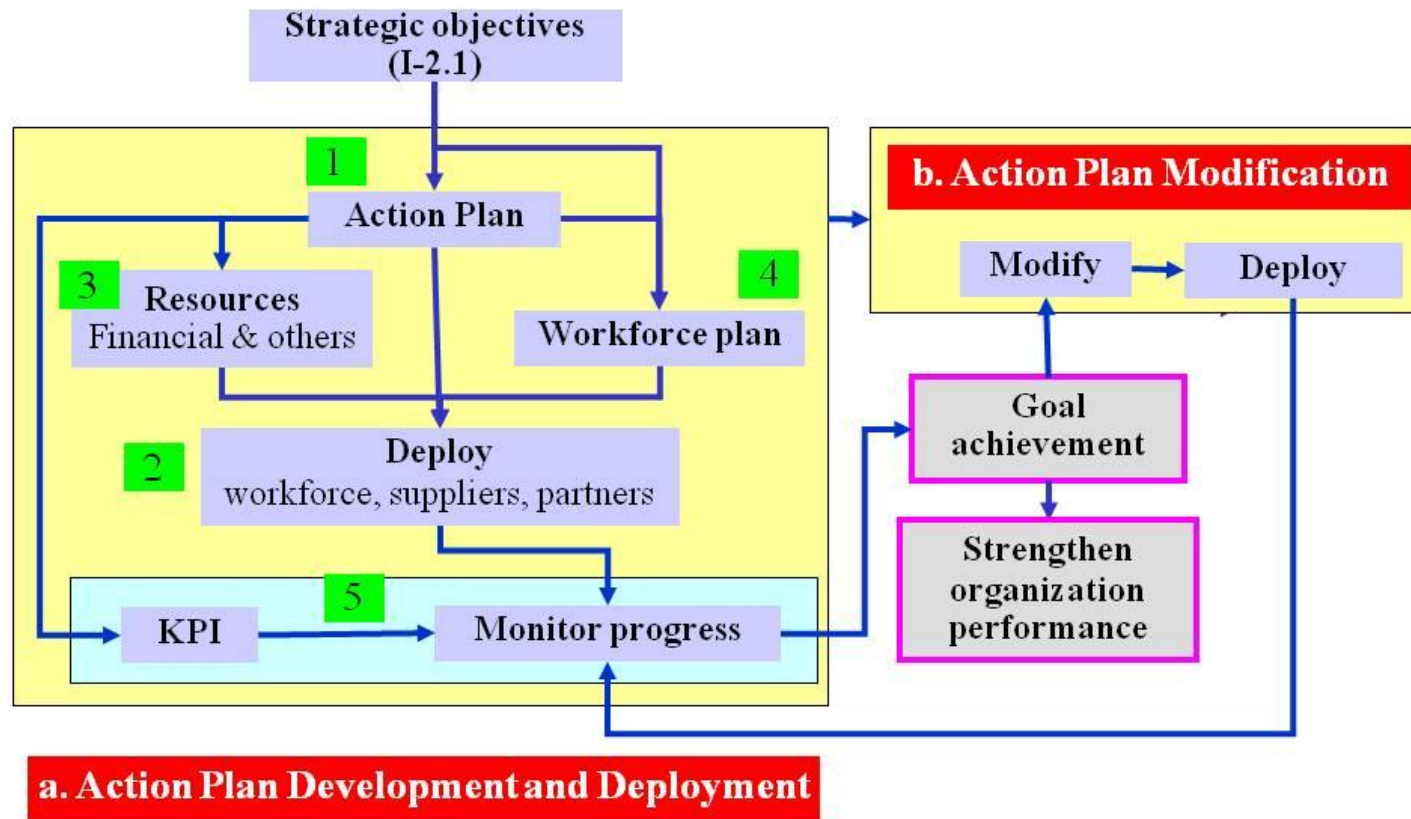 Strategic objectives
(I-2.1)
1
Action Plan
3
Resources
Financial & others
4
Workforce plan
2
Deploy
workforce, suppliers, partners
5
KPI
Monitor progress
a. Action Plan Development and Deployment
b. Action Plan Modification
Modify
Deploy
Goal
achievement
Strengthen
organization
performance